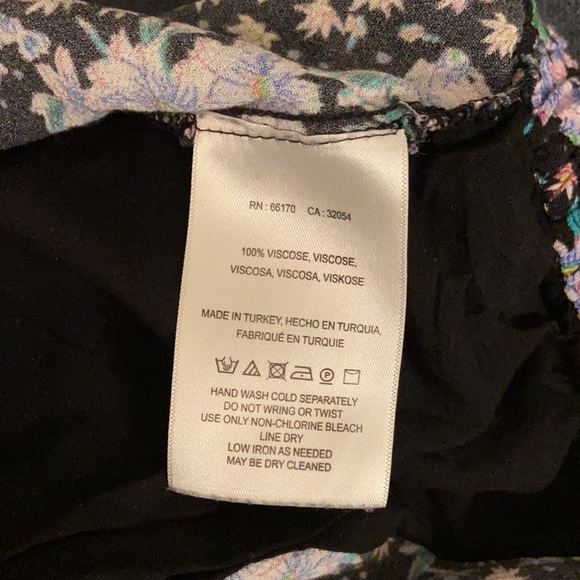 RN : 66170 CA : 32054
100% VISCOSE, VISCOSE,
VISCOSA, VISCOSA, VISKOSE
MADE IN TURKEY, HECHO EN TURQUIA,
FABRIQUÉ EN TURQUIE
P
HAND WASH COLD SEPARATELY
DO NOT WRING OR TWIST
USE ONLY NON-CHLORINE BLEACH
LINE DRY
LOW IRON AS NEEDED
MAY BE DRY CLEANED